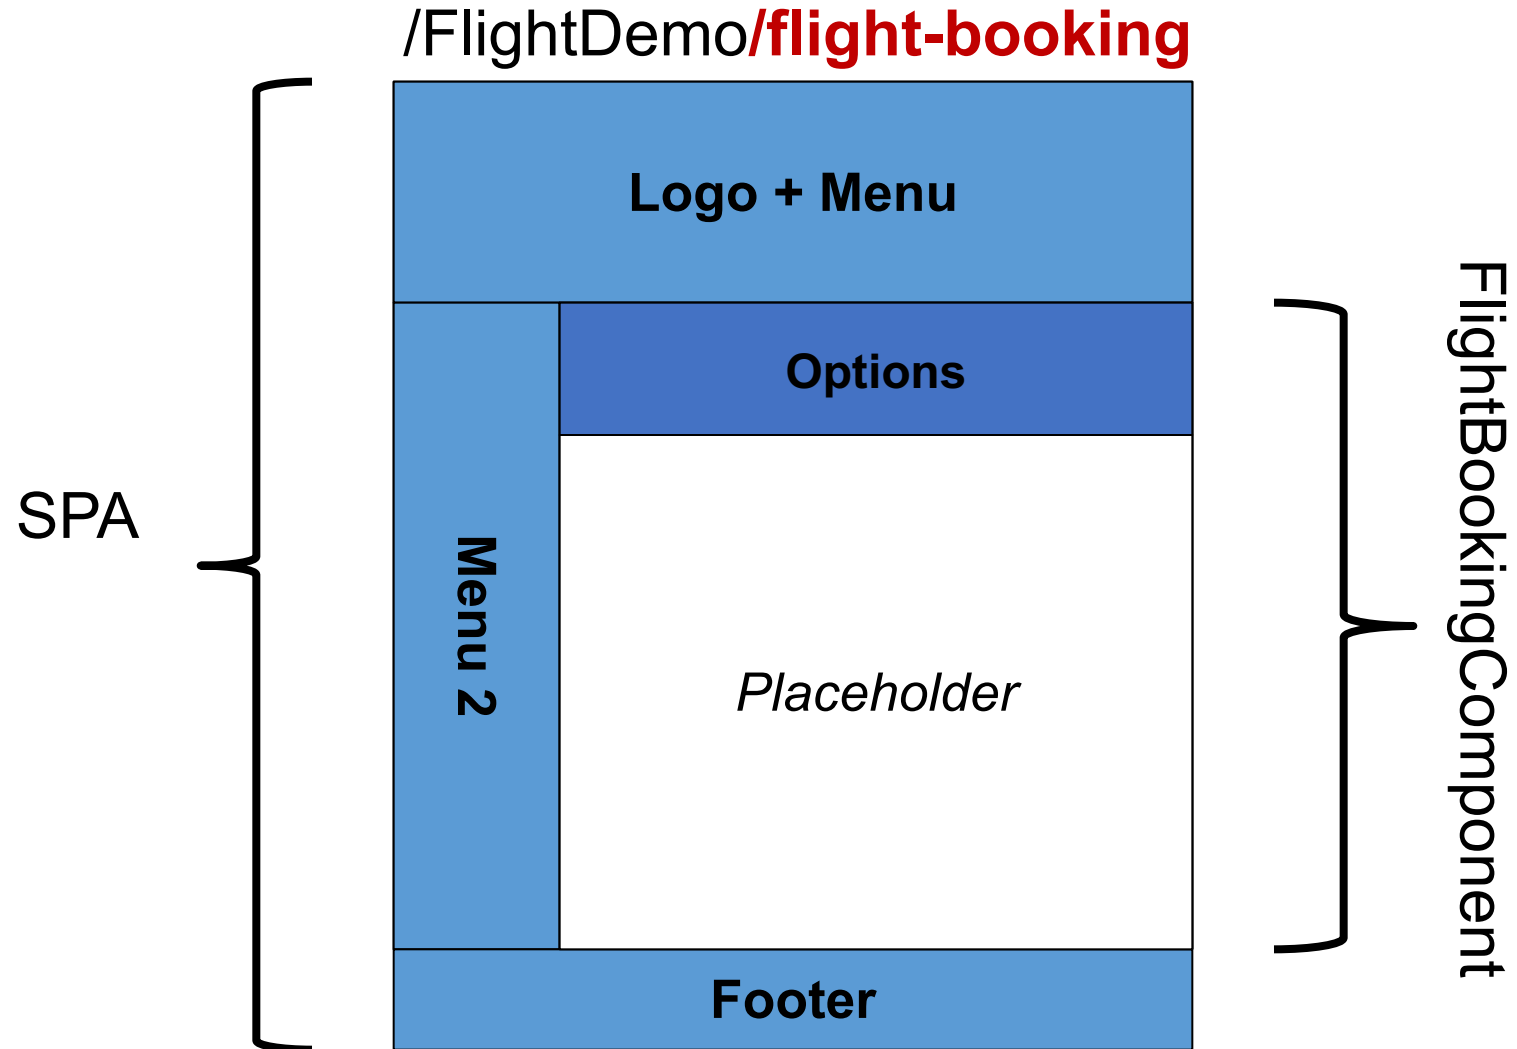 /FlightDemo/flight-booking
Logo + Menu
Options
SPA
Menu 2
Placeholder
FlightBookingComponent
Footer